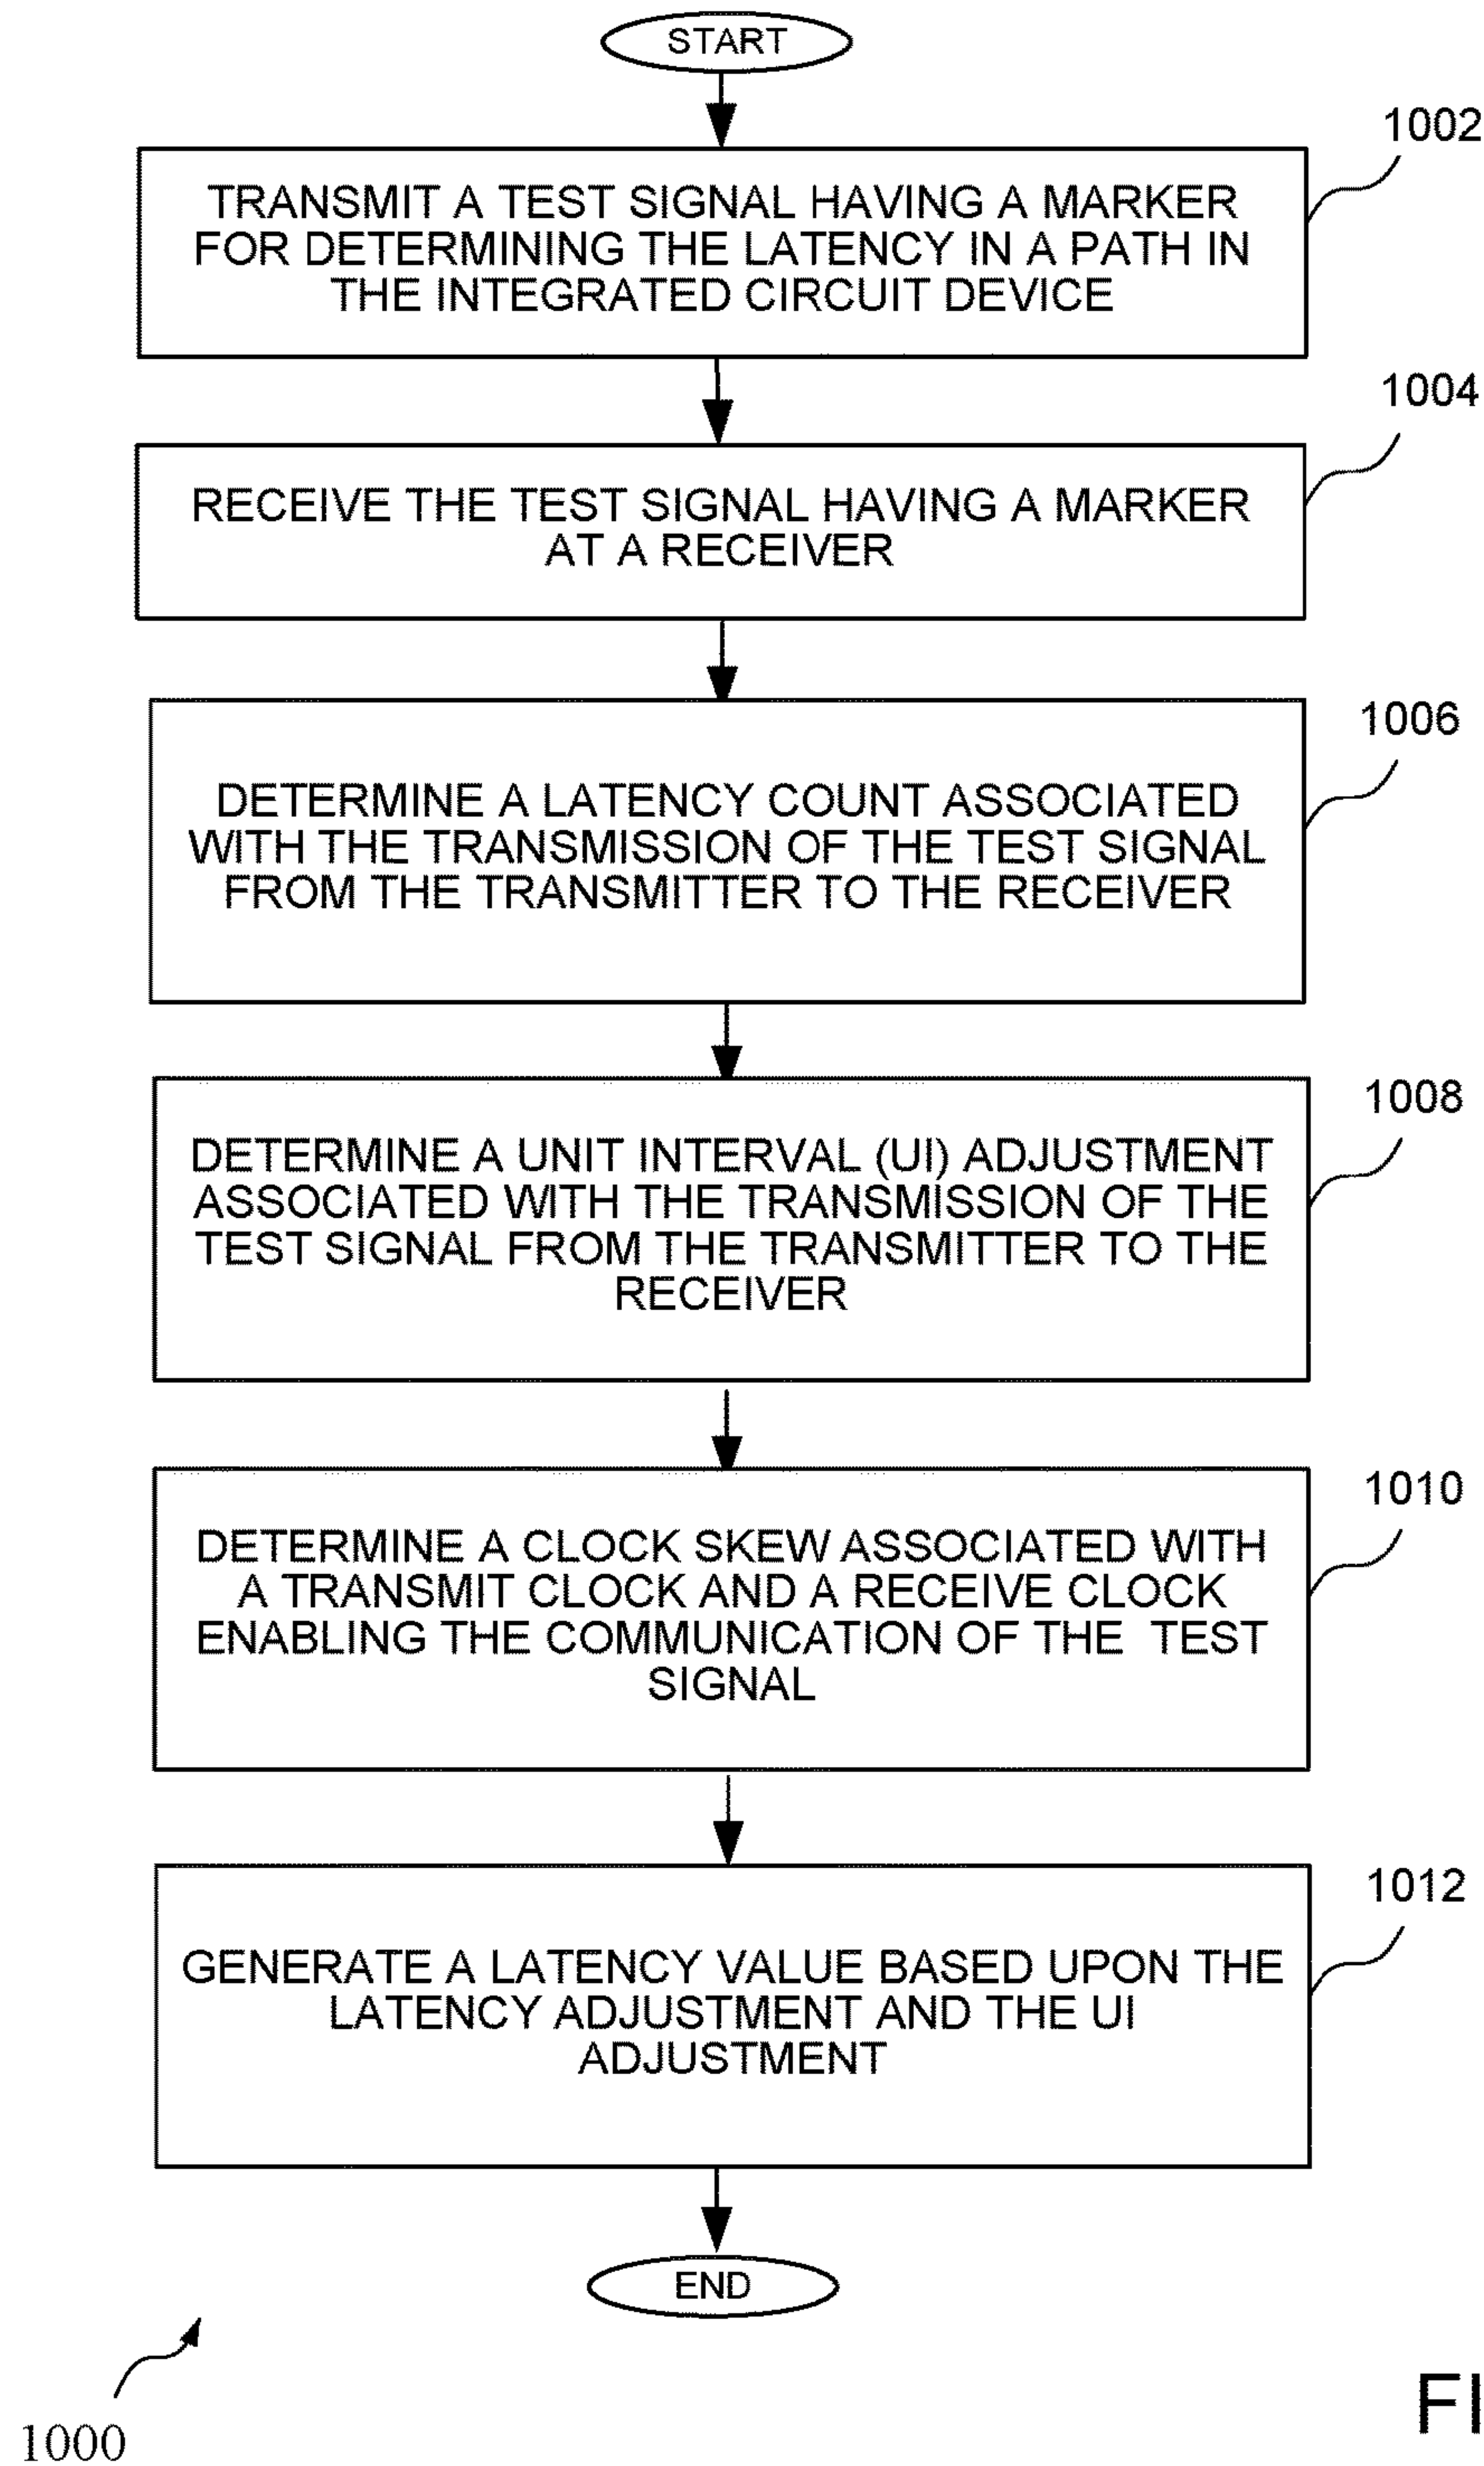 START
1002
TRANSMIT A TEST SIGNAL HAVING A MARKER
FOR DETERMINING THE LATENCY IN A PATH IN
THE INTEGRATED CIRCUIT DEVICE
1004
RECEIVE THE TEST SIGNAL HAVING A MARKER
AT A RECEIVER
1006
DETERMINE A LATENCY COUNT ASSOCIATED
WITH THE TRANSMISSION OF THE TEST SIGNAL
FROM THE TRANSMITTER TO THE RECEIVER
1008
DETERMINE A UNIT INTERVAL (UI) ADJUSTMENT
ASSOCIATED WITH THE TRANSMISSION OF THE
TEST SIGNAL FROM THE TRANSMITTER TO THE
RECEIVER
1010
DETERMINE A CLOCK SKEW ASSOCIATED WITH
A TRANSMIT CLOCK AND A RECEIVE CLOCK
ENABLING THE COMMUNICATION OF THE TEST
SIGNAL
1012
GENERATE A LATENCY VALUE BASED UPON THE
LATENCY ADJUSTMENT AND THE UI
ADJUSTMENT
END
1000
FI